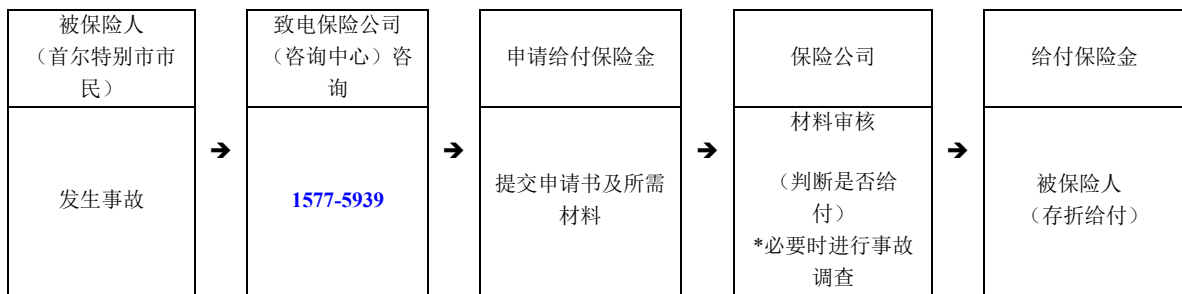 被保险人
（首尔特别市市
民）
发生事故
➔
致电保险公司
（咨询中心）咨
询
1577-5939
➔
申请给付保险金
提交申请书及所需
材料
➔
保险公司
材料审核
（判断是否给
付）
*必要时进行事故
调查
➔
给付保险金
被保险人
（存折给付）